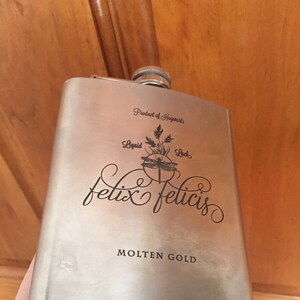 Product of Hogwarts
Liquid Luck
felix felicis
MOLTEN GOLD